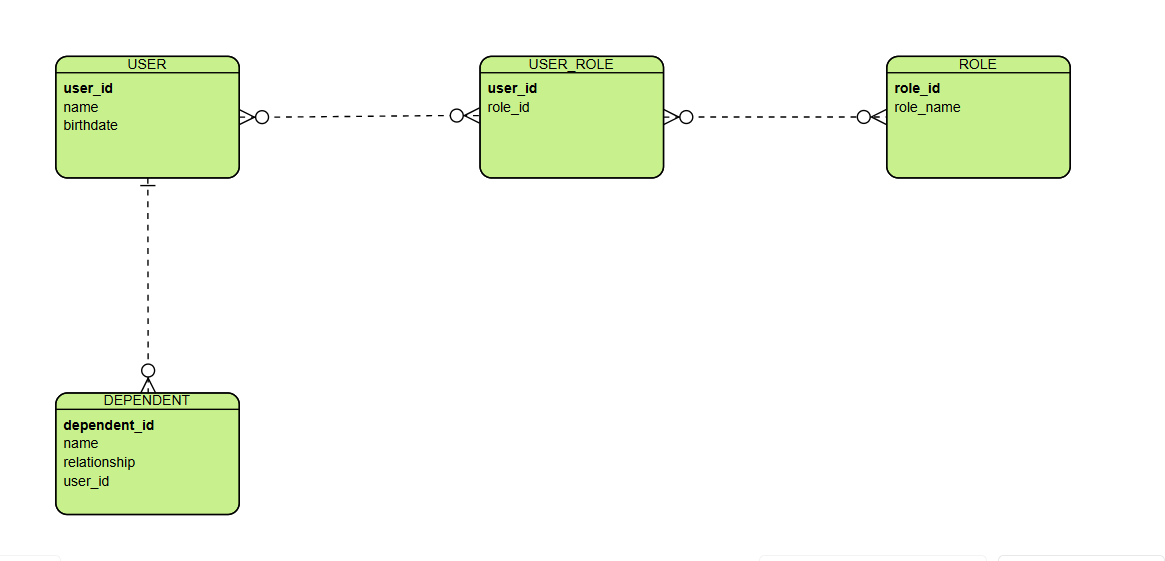 USER
user_id
name
birthdate
USER_ROLE
user_id
role_id
ROLE
role_id
role_name
DEPENDENT
dependent_id
name
relationship
user_id